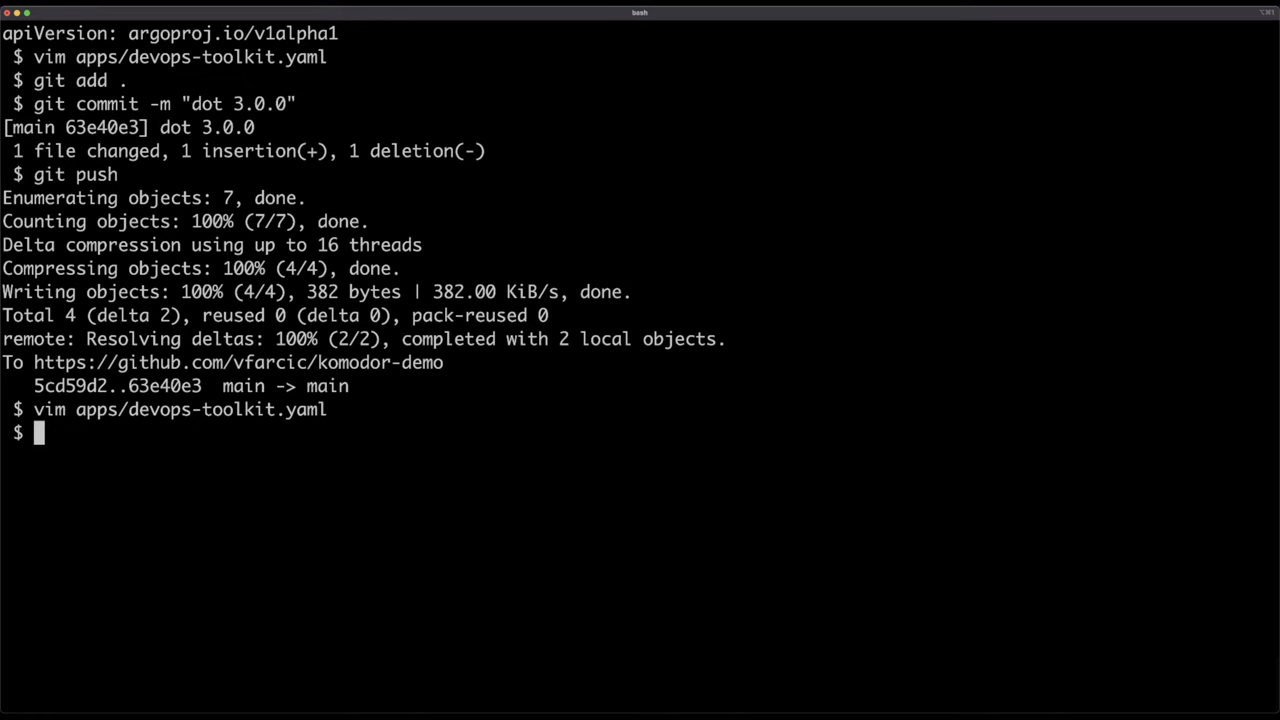 bash
⌥⌘1
apiVersion: argoproj.io/v1alpha1
$ vim apps/devops-toolkit.yaml
$ git add .
$ git commit -m "dot 3.0.0"
[main 63e40e3] dot 3.0.0
1 file changed, 1 insertion(+), 1 deletion(-)
$ git push
Enumerating objects: 7, done.
Counting objects: 100% (7/7), done.
Delta compression using up to 16 threads
Compressing objects: 100% (4/4), done.
Writing objects: 100% (4/4), 382 bytes | 382.00 KiB/s, done.
Total 4 (delta 2), reused 0 (delta 0), pack-reused 0
remote: Resolving deltas: 100% (2/2), completed with 2 local objects.
To https://github.com/vfarcic/komodor-demo
5cd59d2..63e40e3  main -> main
$ vim apps/devops-toolkit.yaml
$